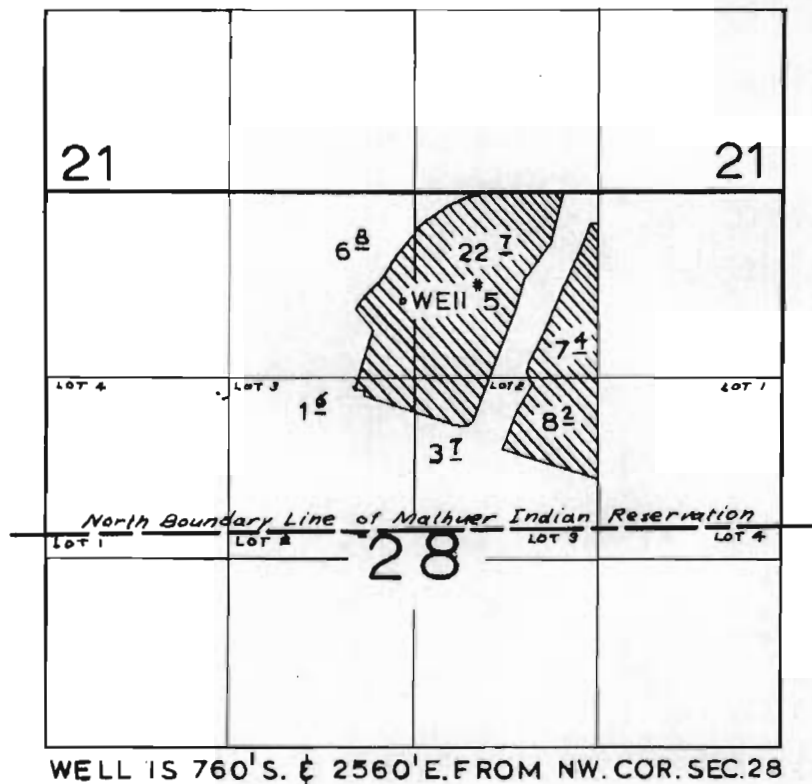 21 21
6 8
22 7
WEll #5
7 4
LOT 4 LOT 3 LOT 2 LOT 1
1 6
8 2
3 7
North Boundary Line of Malhuer Indian Reservation
LOT 1 LOT 2 LOT 3 LOT 4
28
WELL IS 760'S. & 2560'E. FROM NW. COR. SEC. 28